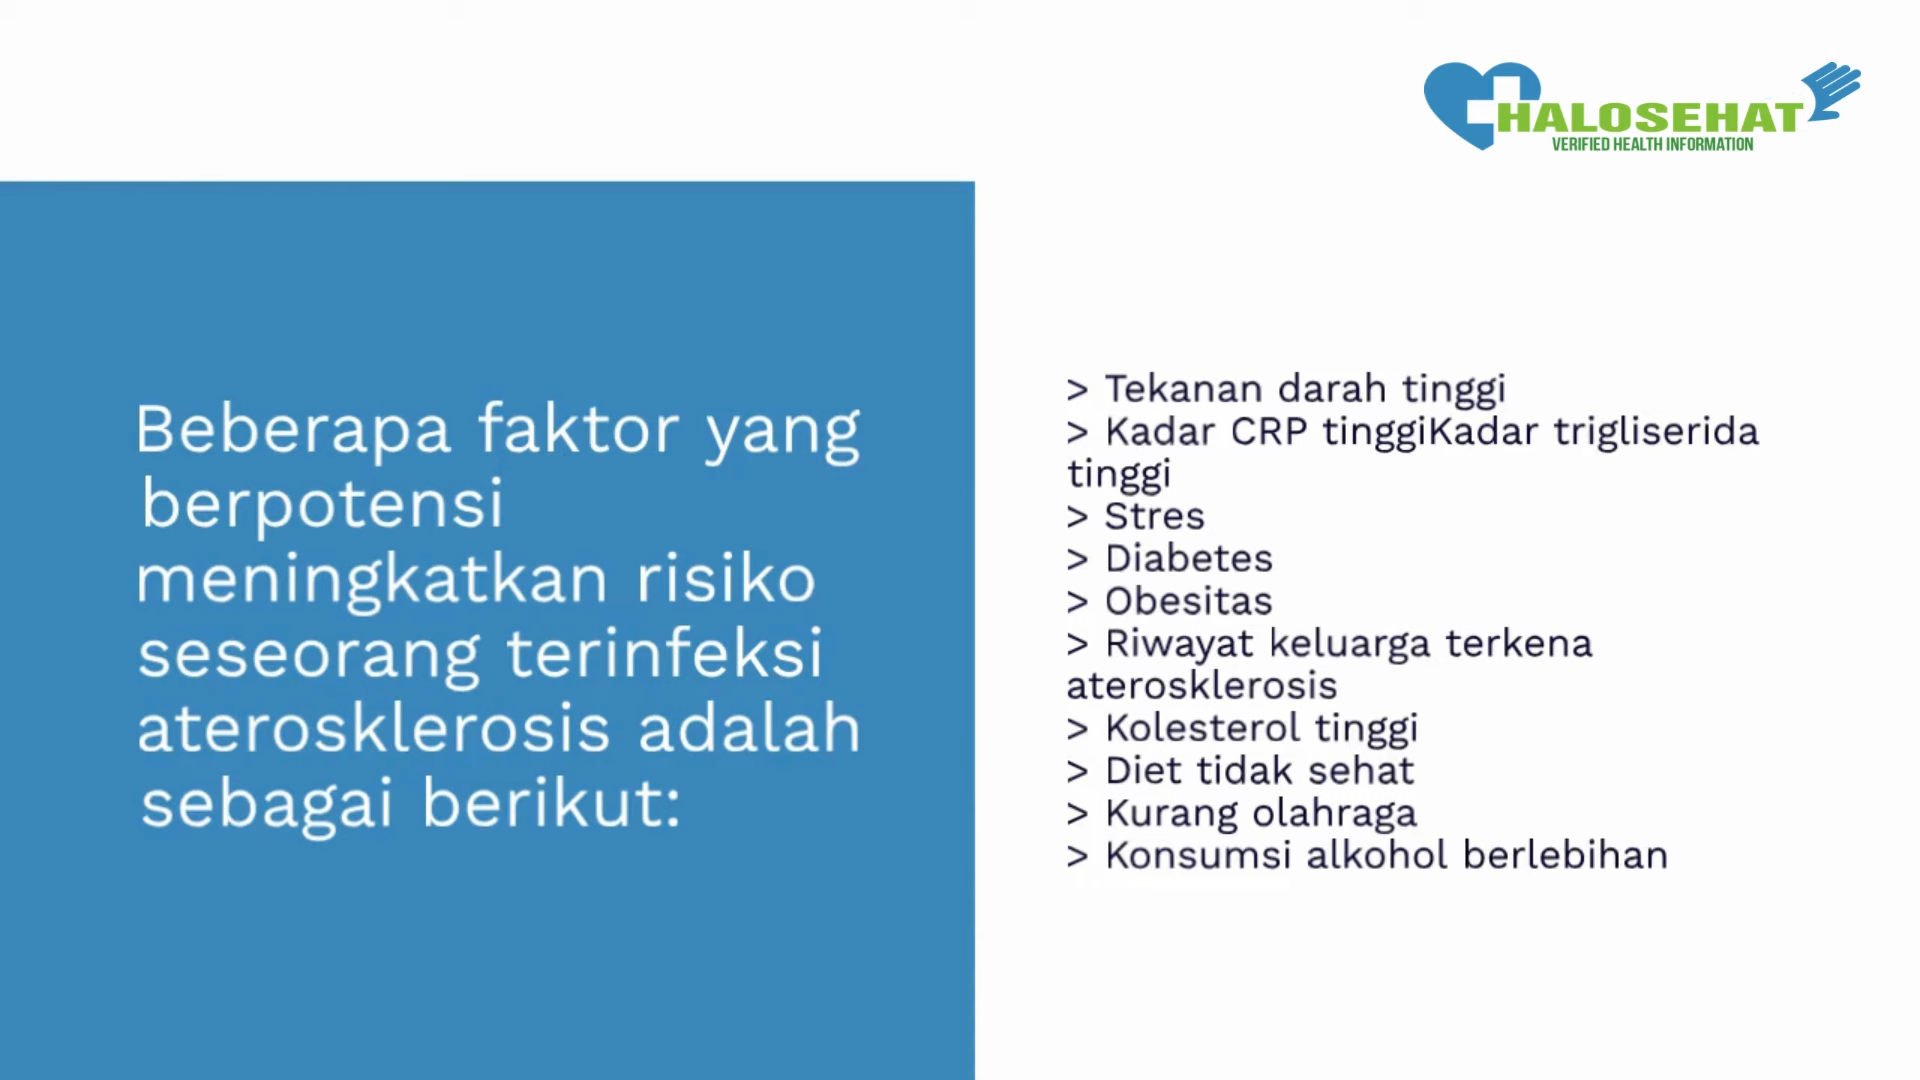 HALOSEHAT
VERIFIED HEALTH INFORMATION
Beberapa faktor yang
berpotensi
meningkatkan risiko
seseorang terinfeksi
aterosklerosis adalah
sebagai berikut:
> Tekanan darah tinggi
> Kadar CRP tinggiKadar trigliserida
tinggi
> Stres
> Diabetes
> Obesitas
> Riwayat keluarga terkena
aterosklerosis
> Kolesterol tinggi
> Diet tidak sehat
> Kurang olahraga
> Konsumsi alkohol berlebihan